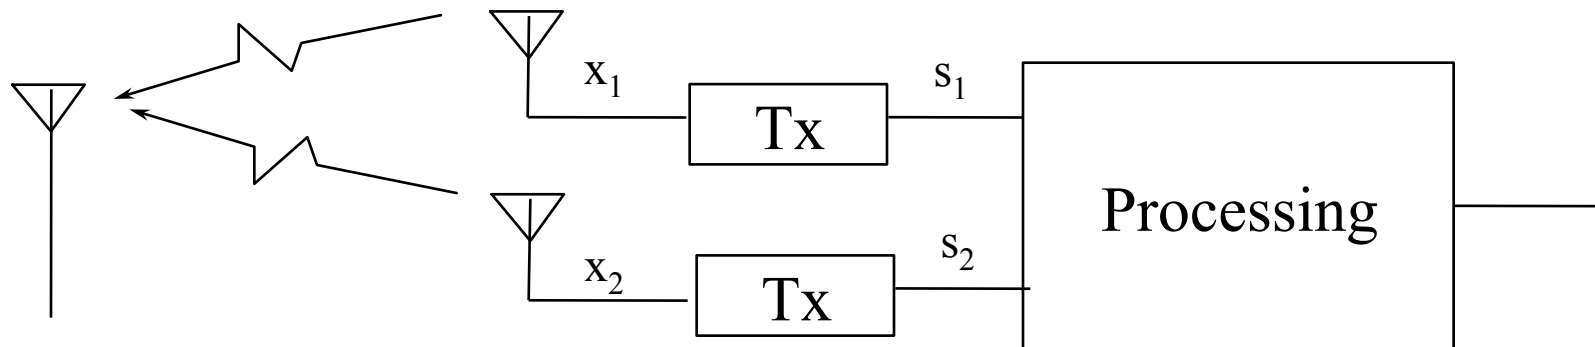 x₁
s₁
Tx
Processing
s₂
x₂
Tx